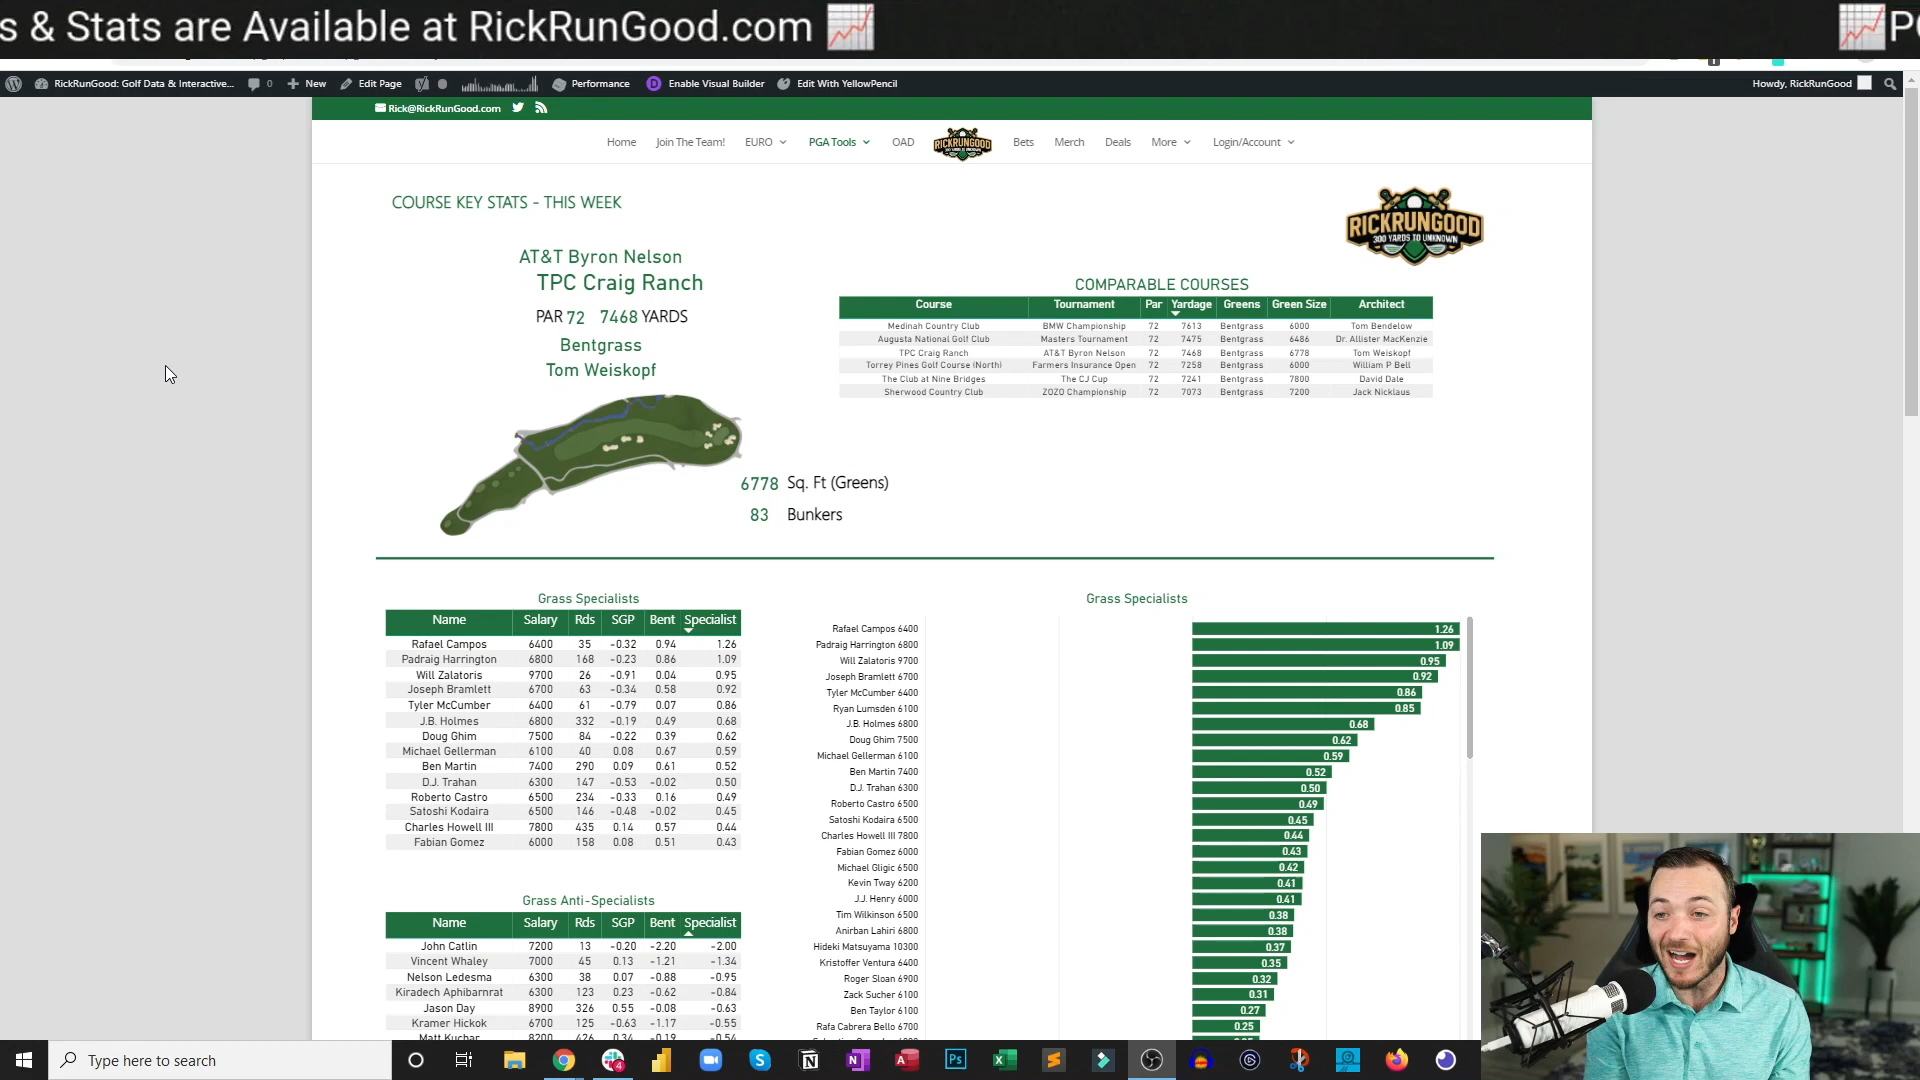 s & Stats are Available at RickRunGood.com 📈 📈 P
RickRunGood: Golf Data & Interactive... 0 New Edit Page Performance Enable Visual Builder Edit With YellowPencil Howdy, RickRunGood
Rick@RickRunGood.com
Home Join The Team! EURO PGA Tools OAD RICKRUNGOOD Bets Merch Deals More Login/Account
COURSE KEY STATS - THIS WEEK
RICKRUNGOOD
300 YARDS TO UNKNOWN
AT&T Byron Nelson
TPC Craig Ranch
PAR 72 7468 YARDS
Bentgrass
Tom Weiskopf
6778 Sq. Ft (Greens)
83 Bunkers
COMPARABLE COURSES
Course Tournament Par Yardage Greens Green Size Architect
Medinah Country Club BMW Championship 72 7613 Bentgrass 6000 Tom Bendelow
Augusta National Golf Club Masters Tournament 72 7475 Bentgrass 6486 Dr. Allister MacKenzie
TPC Craig Ranch AT&T Byron Nelson 72 7468 Bentgrass 6778 Tom Weiskopf
Torrey Pines Golf Course (North) Farmers Insurance Open 72 7258 Bentgrass 6000 William P Bell
The Club at Nine Bridges The CJ Cup 72 7241 Bentgrass 7800 David Dale
Sherwood Country Club ZOZO Championship 72 7073 Bentgrass 7200 Jack Nicklaus
Grass Specialists
Name Salary Rds SGP Bent Specialist
Rafael Campos 6400 35 -0.32 0.94 1.26
Padraig Harrington 6800 168 -0.23 0.86 1.09
Will Zalatoris 9700 26 -0.91 0.04 0.95
Joseph Bramlett 6700 63 -0.34 0.58 0.92
Tyler McCumber 6400 61 -0.79 0.07 0.86
J.B. Holmes 6800 332 -0.19 0.49 0.68
Doug Ghim 7500 84 -0.22 0.39 0.62
Michael Gellerman 6100 40 0.08 0.67 0.59
Ben Martin 7400 290 0.09 0.61 0.52
D.J. Trahan 6300 147 -0.53 -0.02 0.50
Roberto Castro 6500 234 -0.33 0.16 0.49
Satoshi Kodaira 6500 146 -0.48 -0.02 0.45
Charles Howell III 7800 435 0.14 0.57 0.44
Fabian Gomez 6000 158 0.08 0.51 0.43
Grass Anti-Specialists
Name Salary Rds SGP Bent Specialist
John Catlin 7200 13 -0.20 -2.20 -2.00
Vincent Whaley 7000 45 0.13 -1.21 -1.34
Nelson Ledesma 6300 38 0.07 -0.88 -0.95
Kiradech Aphibarnrat 6300 123 0.23 -0.62 -0.84
Jason Day 8900 326 0.55 -0.08 -0.63
Kramer Hickok 6700 125 -0.63 -1.17 -0.55
Matt Kuchar 8200 426 0.34 -0.19 -0.54
Grass Specialists
Rafael Campos 6400 1.26
Padraig Harrington 6800 1.09
Will Zalatoris 9700 0.95
Joseph Bramlett 6700 0.92
Tyler McCumber 6400 0.86
Ryan Lumsden 6100 0.85
J.B. Holmes 6800 0.68
Doug Ghim 7500 0.62
Michael Gellerman 6100 0.59
Ben Martin 7400 0.52
D.J. Trahan 6300 0.50
Roberto Castro 6500 0.49
Satoshi Kodaira 6500 0.45
Charles Howell III 7800 0.44
Fabian Gomez 6000 0.43
Michael Gligic 6500 0.42
Kevin Tway 6200 0.41
J.J. Henry 6000 0.41
Tim Wilkinson 6500 0.38
Anirban Lahiri 6800 0.38
Hideki Matsuyama 10300 0.37
Kristoffer Ventura 6400 0.35
Roger Sloan 6900 0.32
Zack Sucher 6100 0.31
Ben Taylor 6100 0.27
Rafa Cabrera Bello 6700 0.25
Type here to search